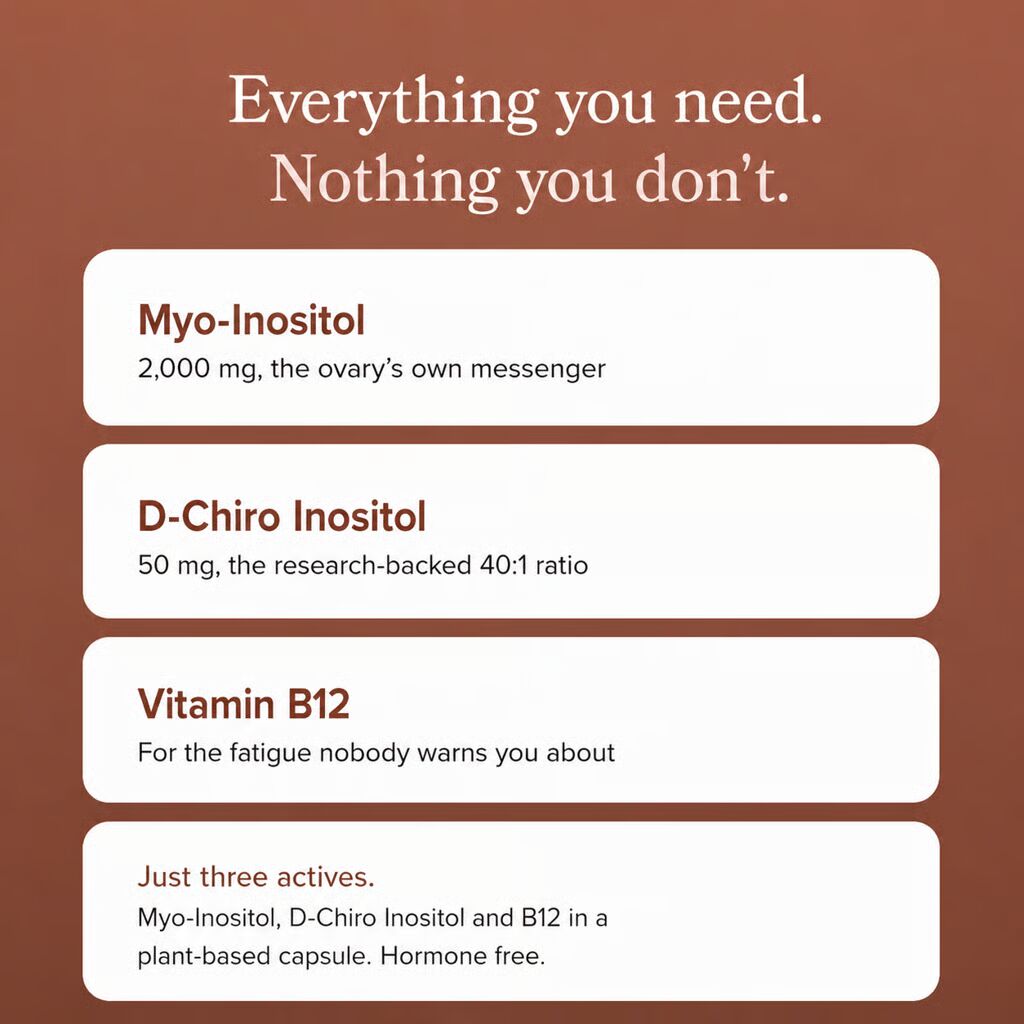 Everything you need.
Nothing you don’t.
Myo-Inositol
2,000 mg, the ovary’s own messenger
D-Chiro Inositol
50 mg, the research-backed 40:1 ratio
Vitamin B12
For the fatigue nobody warns you about
Just three actives.
Myo-Inositol, D-Chiro Inositol and B12 in a
plant-based capsule. Hormone free.